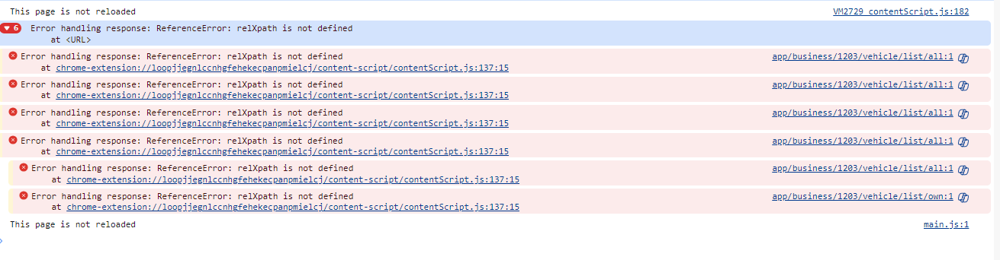 This page is not reloaded VM2729 contentScript.js:182
6 Error handling response: ReferenceError: relXpath is not defined
at <URL>
Error handling response: ReferenceError: relXpath is not defined app/business/1203/vehicle/list/all:1
at chrome-extension://loopjjegnlccnhgfehekecpanpmielcj/content-script/contentScript.js:137:15
Error handling response: ReferenceError: relXpath is not defined app/business/1203/vehicle/list/all:1
at chrome-extension://loopjjegnlccnhgfehekecpanpmielcj/content-script/contentScript.js:137:15
Error handling response: ReferenceError: relXpath is not defined app/business/1203/vehicle/list/all:1
at chrome-extension://loopjjegnlccnhgfehekecpanpmielcj/content-script/contentScript.js:137:15
Error handling response: ReferenceError: relXpath is not defined app/business/1203/vehicle/list/all:1
at chrome-extension://loopjjegnlccnhgfehekecpanpmielcj/content-script/contentScript.js:137:15
Error handling response: ReferenceError: relXpath is not defined app/business/1203/vehicle/list/all:1
at chrome-extension://loopjjegnlccnhgfehekecpanpmielcj/content-script/contentScript.js:137:15
Error handling response: ReferenceError: relXpath is not defined app/business/1203/vehicle/list/own:1
at chrome-extension://loopjjegnlccnhgfehekecpanpmielcj/content-script/contentScript.js:137:15
This page is not reloaded main.js:1